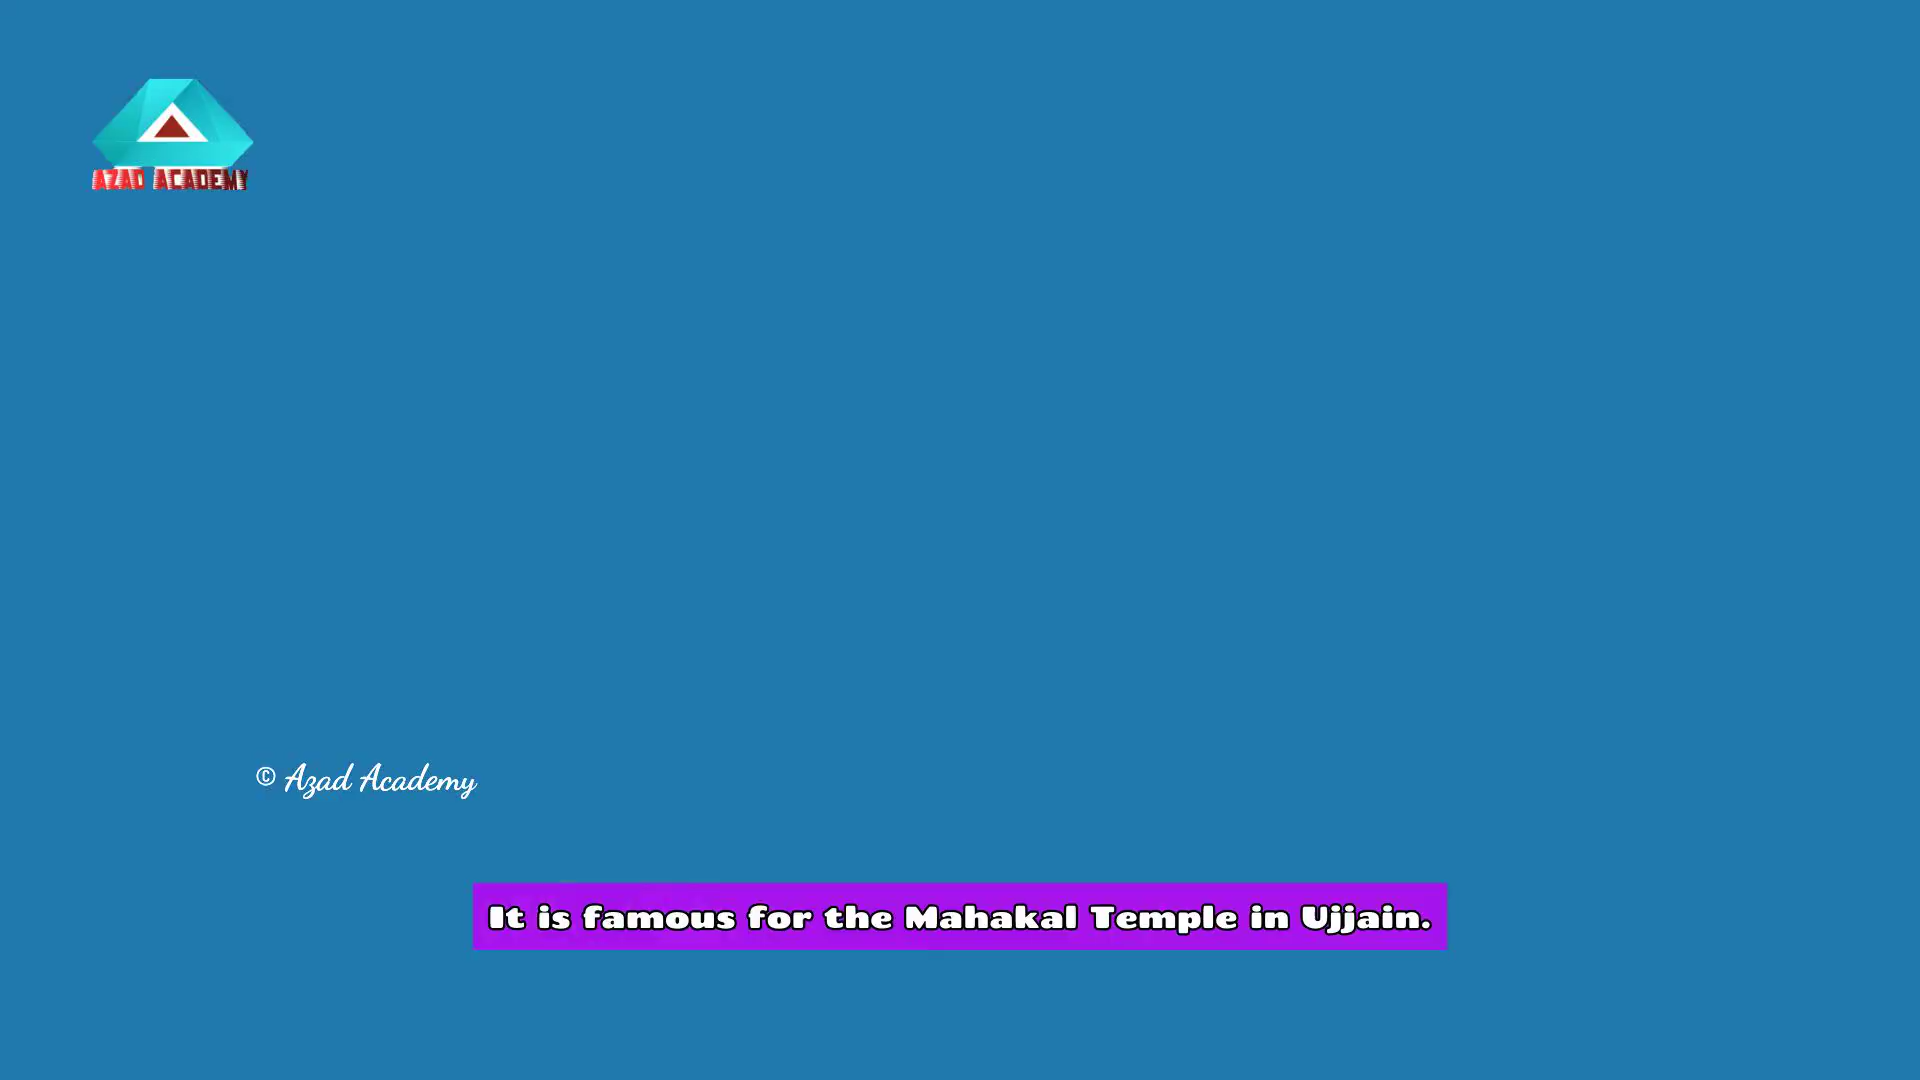 AZAD ACADEMY
© Azad Academy
It is famous for the Mahakal Temple in Ujjain.